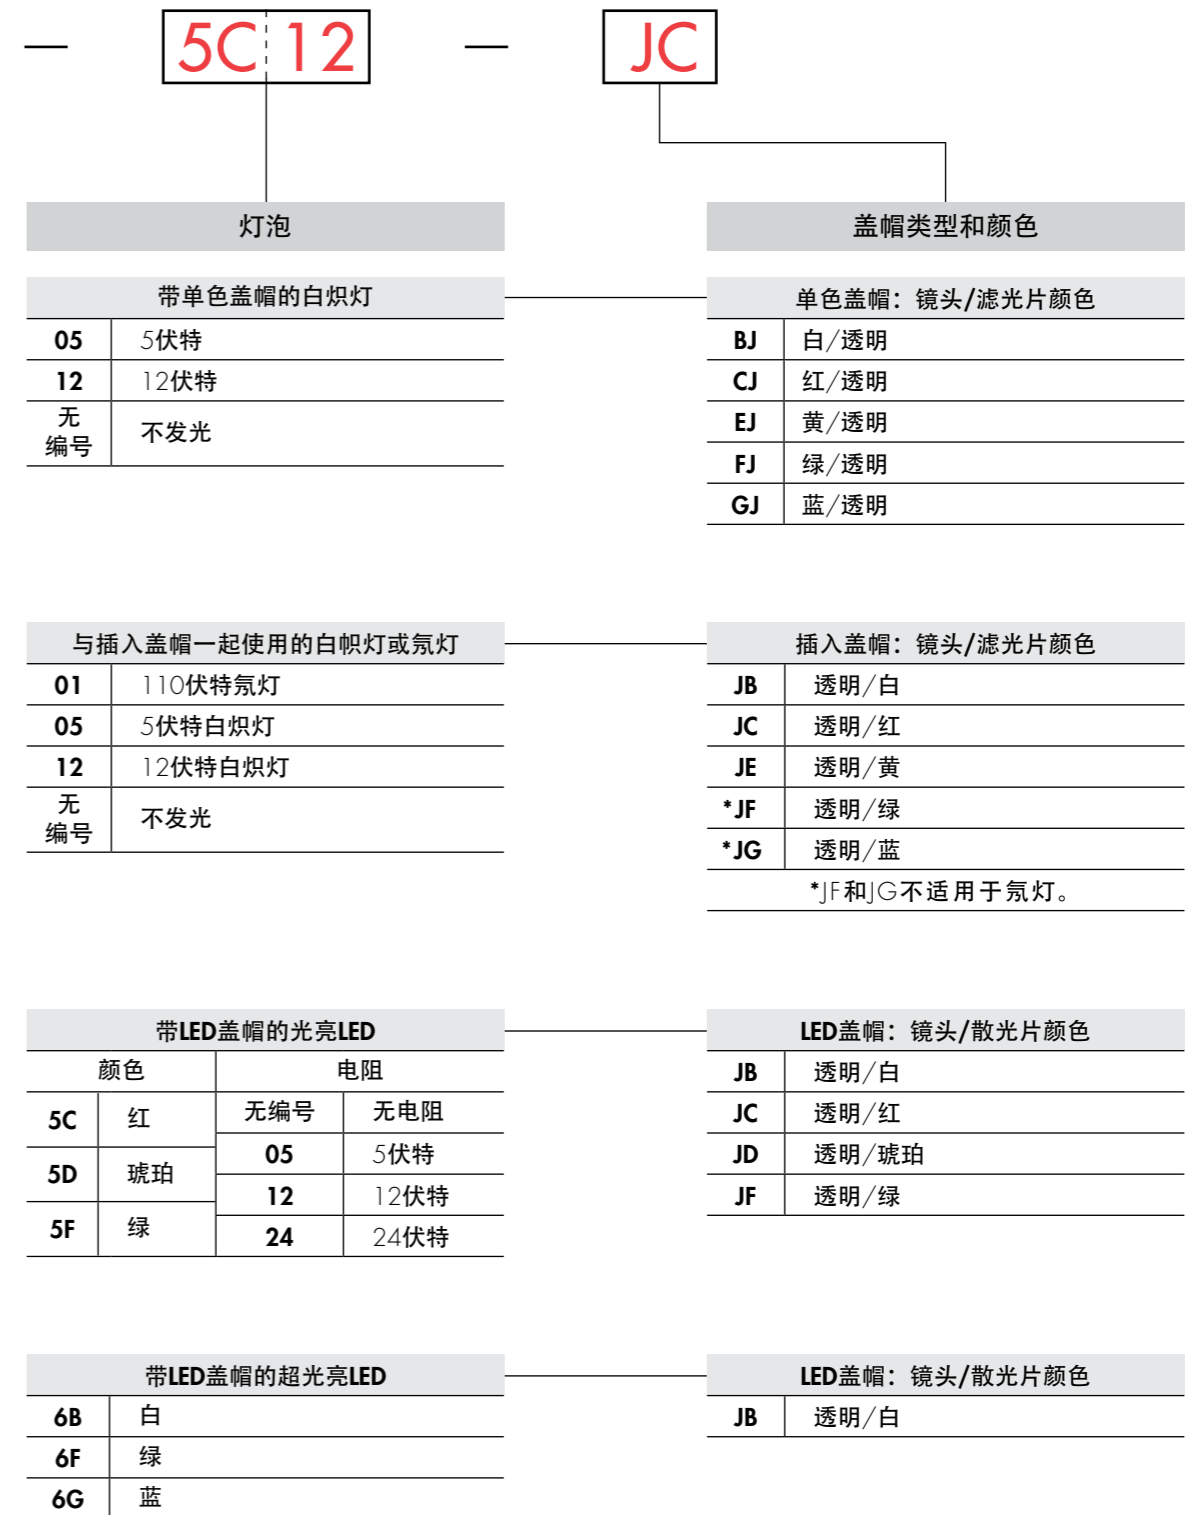 — 5C 12 — JC
灯泡
盖帽类型和颜色
带单色盖帽的白炽灯
05 5伏特
12 12伏特
无
编号 不发光
单色盖帽：镜头/滤光片颜色
BJ 白/透明
CJ 红/透明
EJ 黄/透明
FJ 绿/透明
GJ 蓝/透明
与插入盖帽一起使用的白帜灯或氖灯
01 110伏特氖灯
05 5伏特白炽灯
12 12伏特白炽灯
无
编号 不发光
插入盖帽：镜头/滤光片颜色
JB 透明/白
JC 透明/红
JE 透明/黄
*JF 透明/绿
*JG 透明/蓝
*JF和JG不适用于氖灯。
带LED盖帽的光亮LED
颜色 电阻
5C 红
5D 琥珀
5F 绿
无编号 无电阻
05 5伏特
12 12伏特
24 24伏特
LED盖帽：镜头/散光片颜色
JB 透明/白
JC 透明/红
JD 透明/琥珀
JF 透明/绿
带LED盖帽的超光亮LED
6B 白
6F 绿
6G 蓝
LED盖帽：镜头/散光片颜色
JB 透明/白